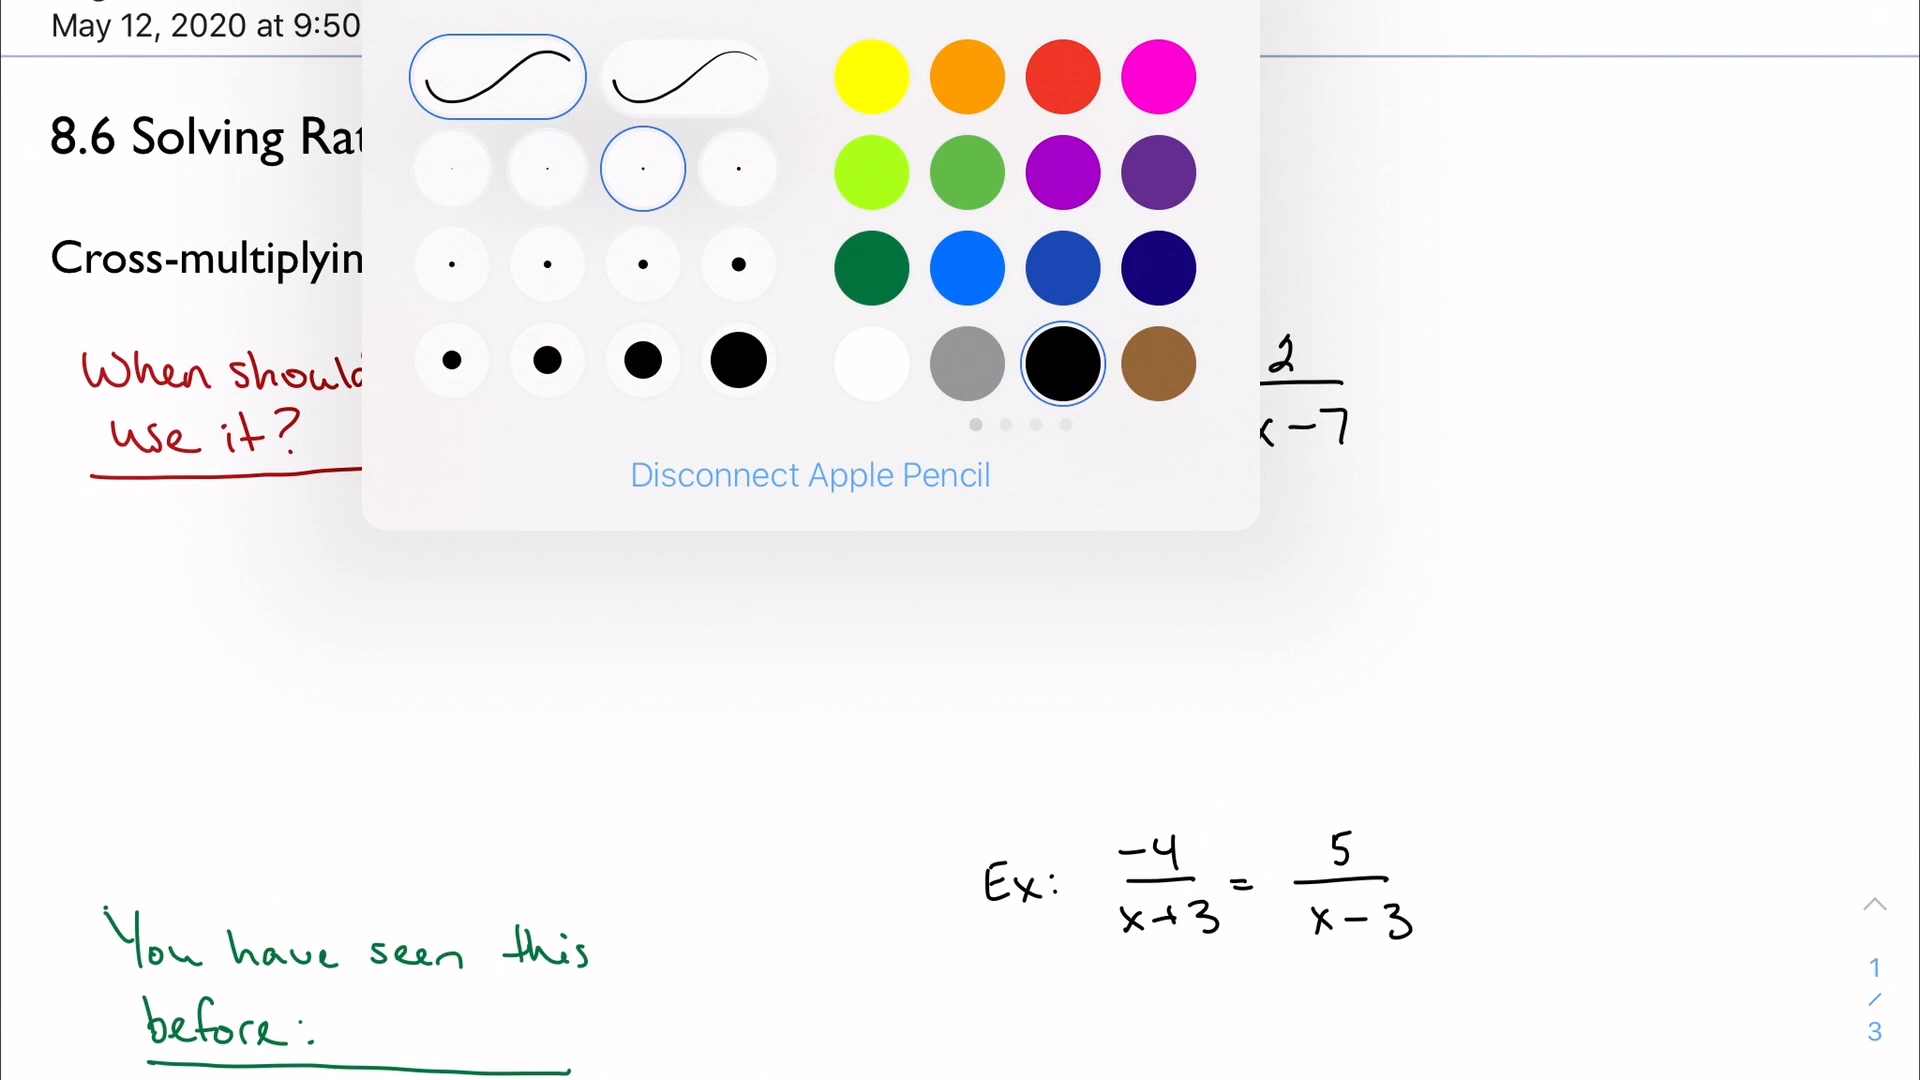 May 12, 2020 at 9:50
8.6 Solving Rat
Cross-multiplyin
When should
use it?
2
x-7
Disconnect Apple Pencil
Ex: -4/x+3 = 5/x-3
You have seen this
before:
1
/
3